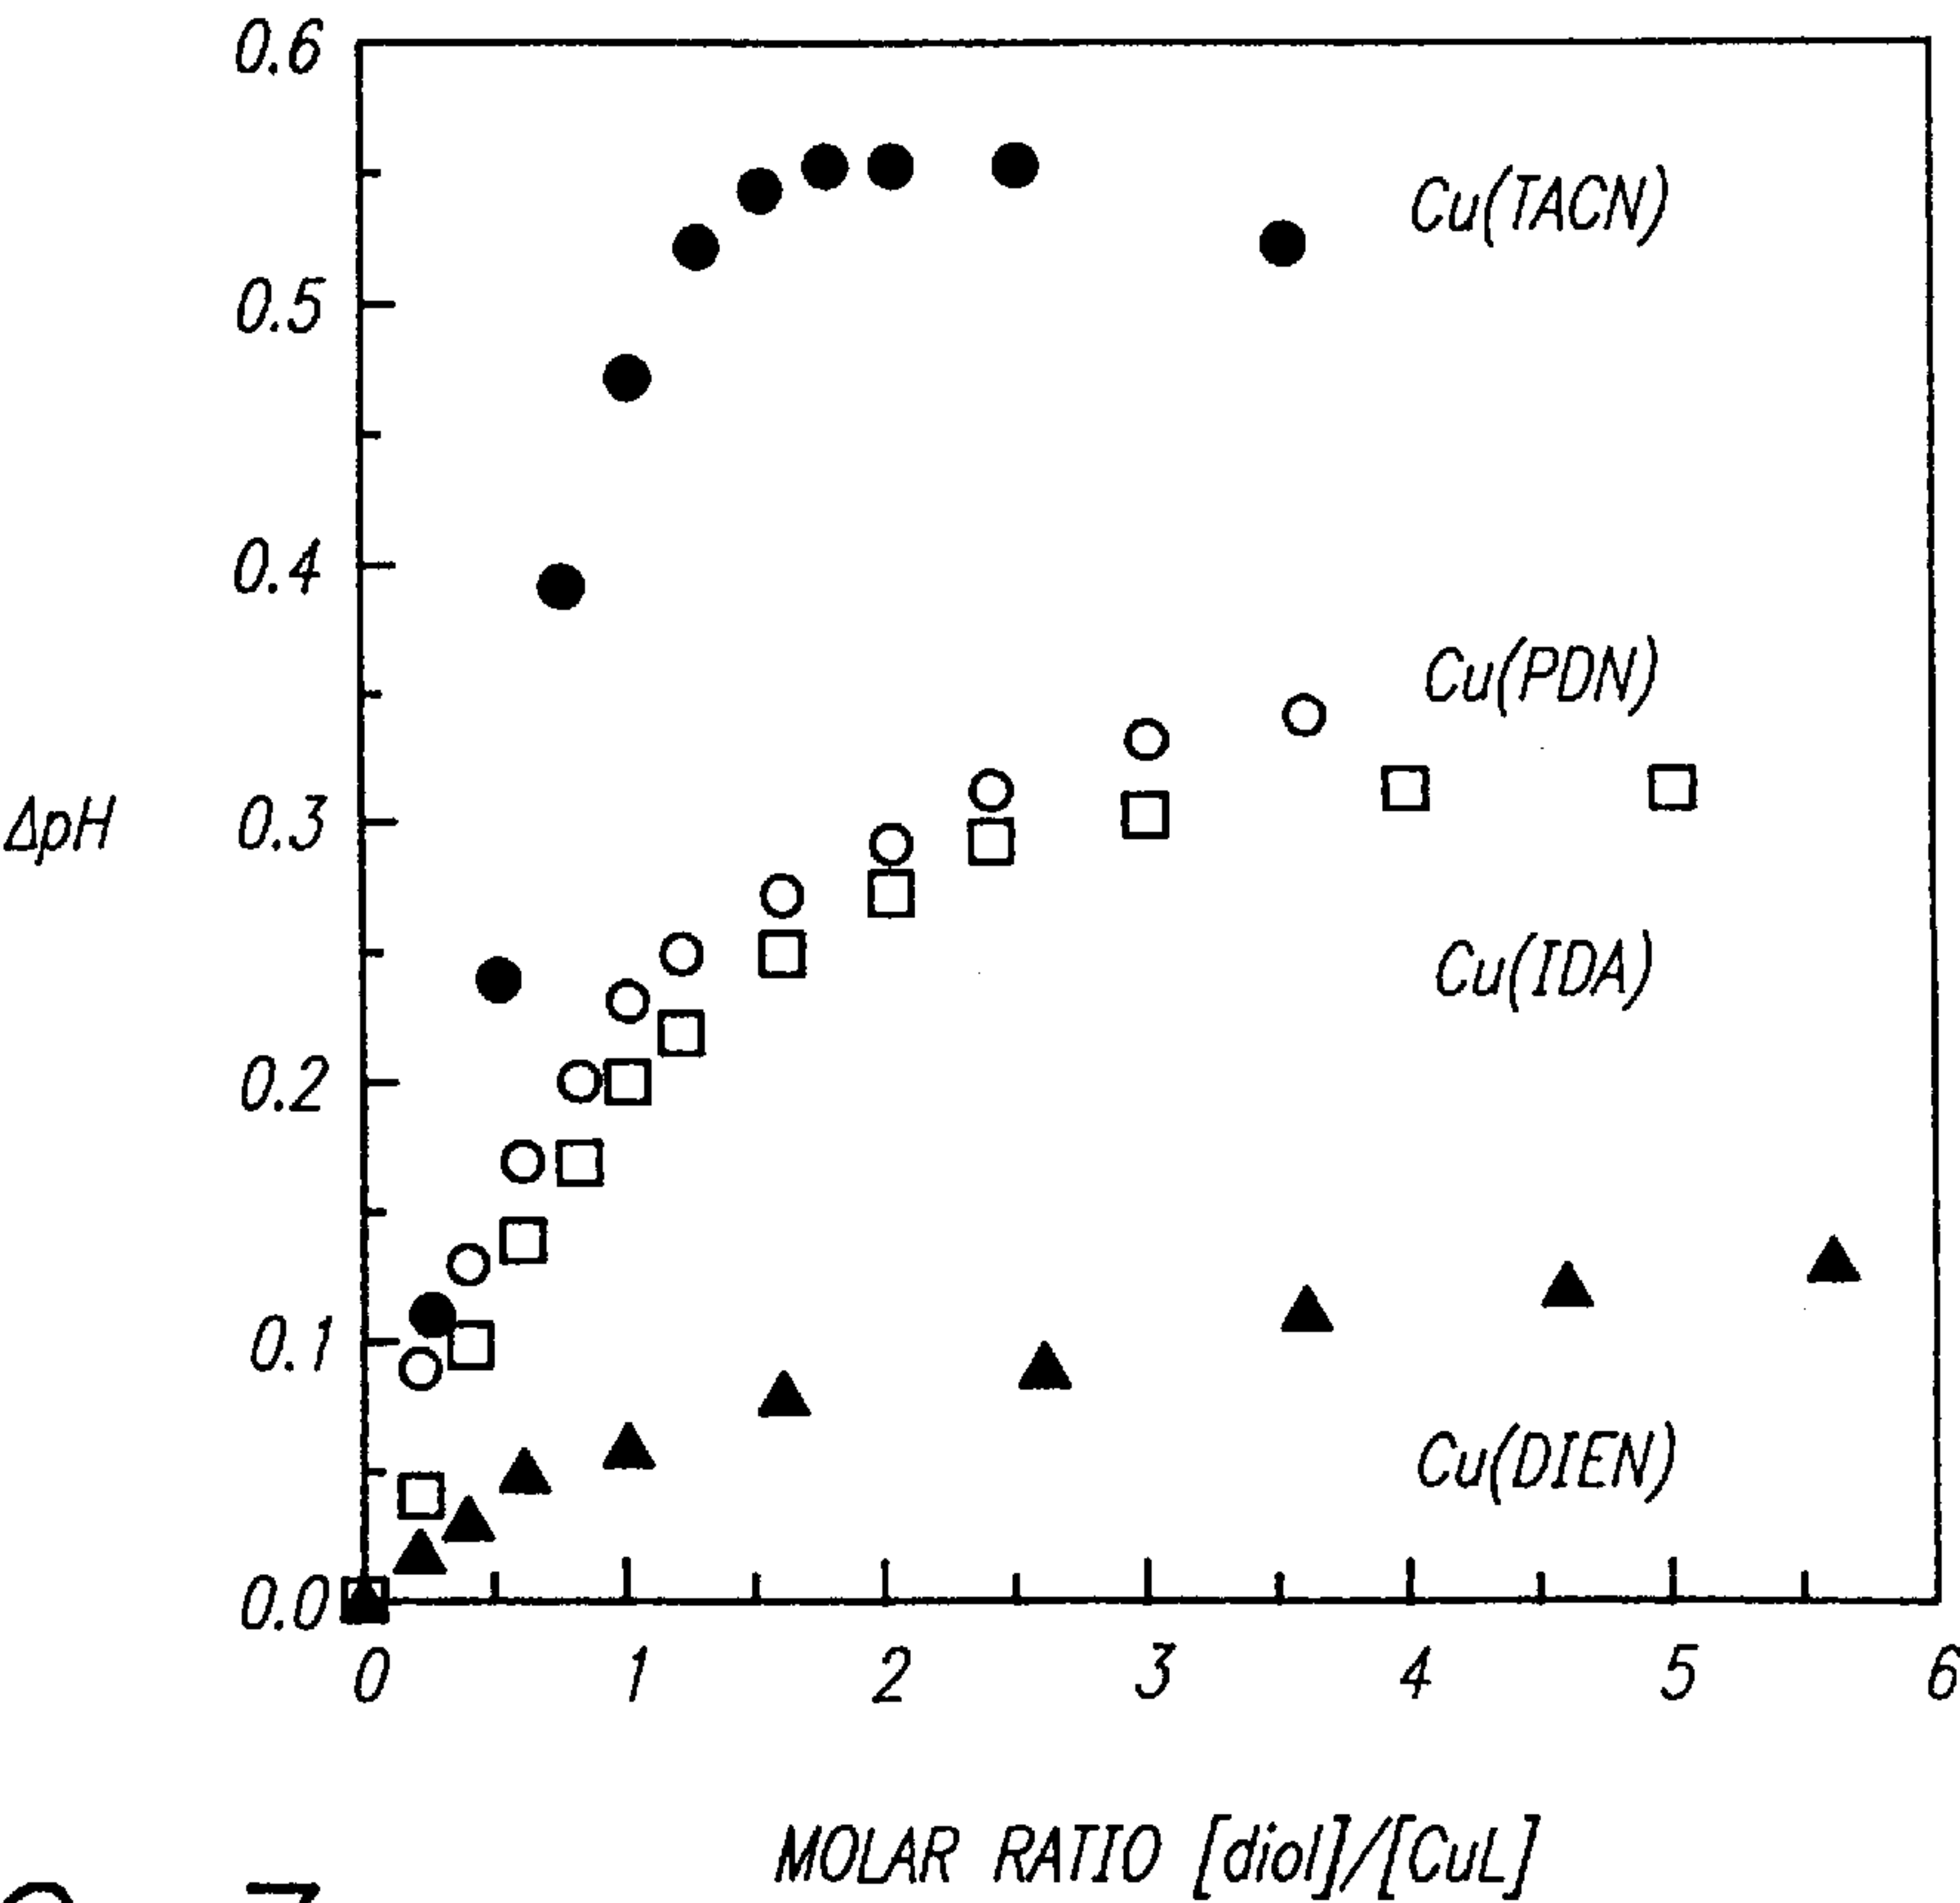 0.6
Cu(TACN)
0.5
0.4
Cu(PDN)
ΔpH
0.3
Cu(IDA)
0.2
0.1
Cu(DIEN)
0.0
0 1 2 3 4 5 6
MOLAR RATIO [diol]/[CuL]